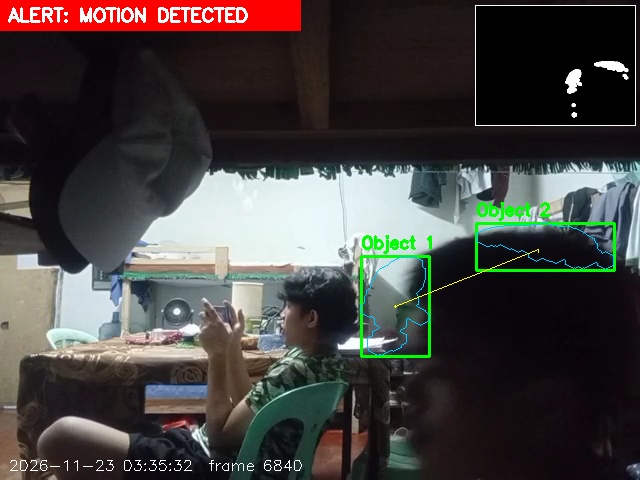 ALERT: MOTION DETECTED
Object 2
Object 1
2026-11-23 03:35:32 frame 6840